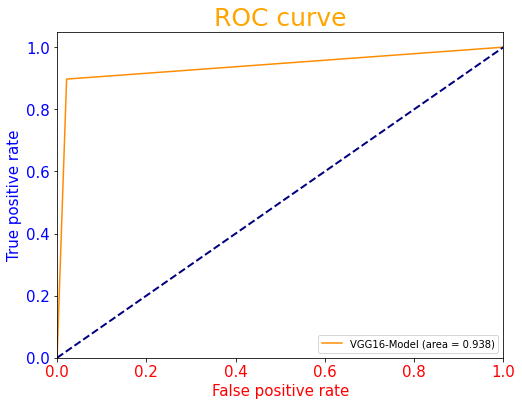 ROC curve
1.0
0.8
0.6
0.4
0.2
0.0
True positive rate
VGG16-Model (area = 0.938)
0.0 0.2 0.4 0.6 0.8 1.0
False positive rate